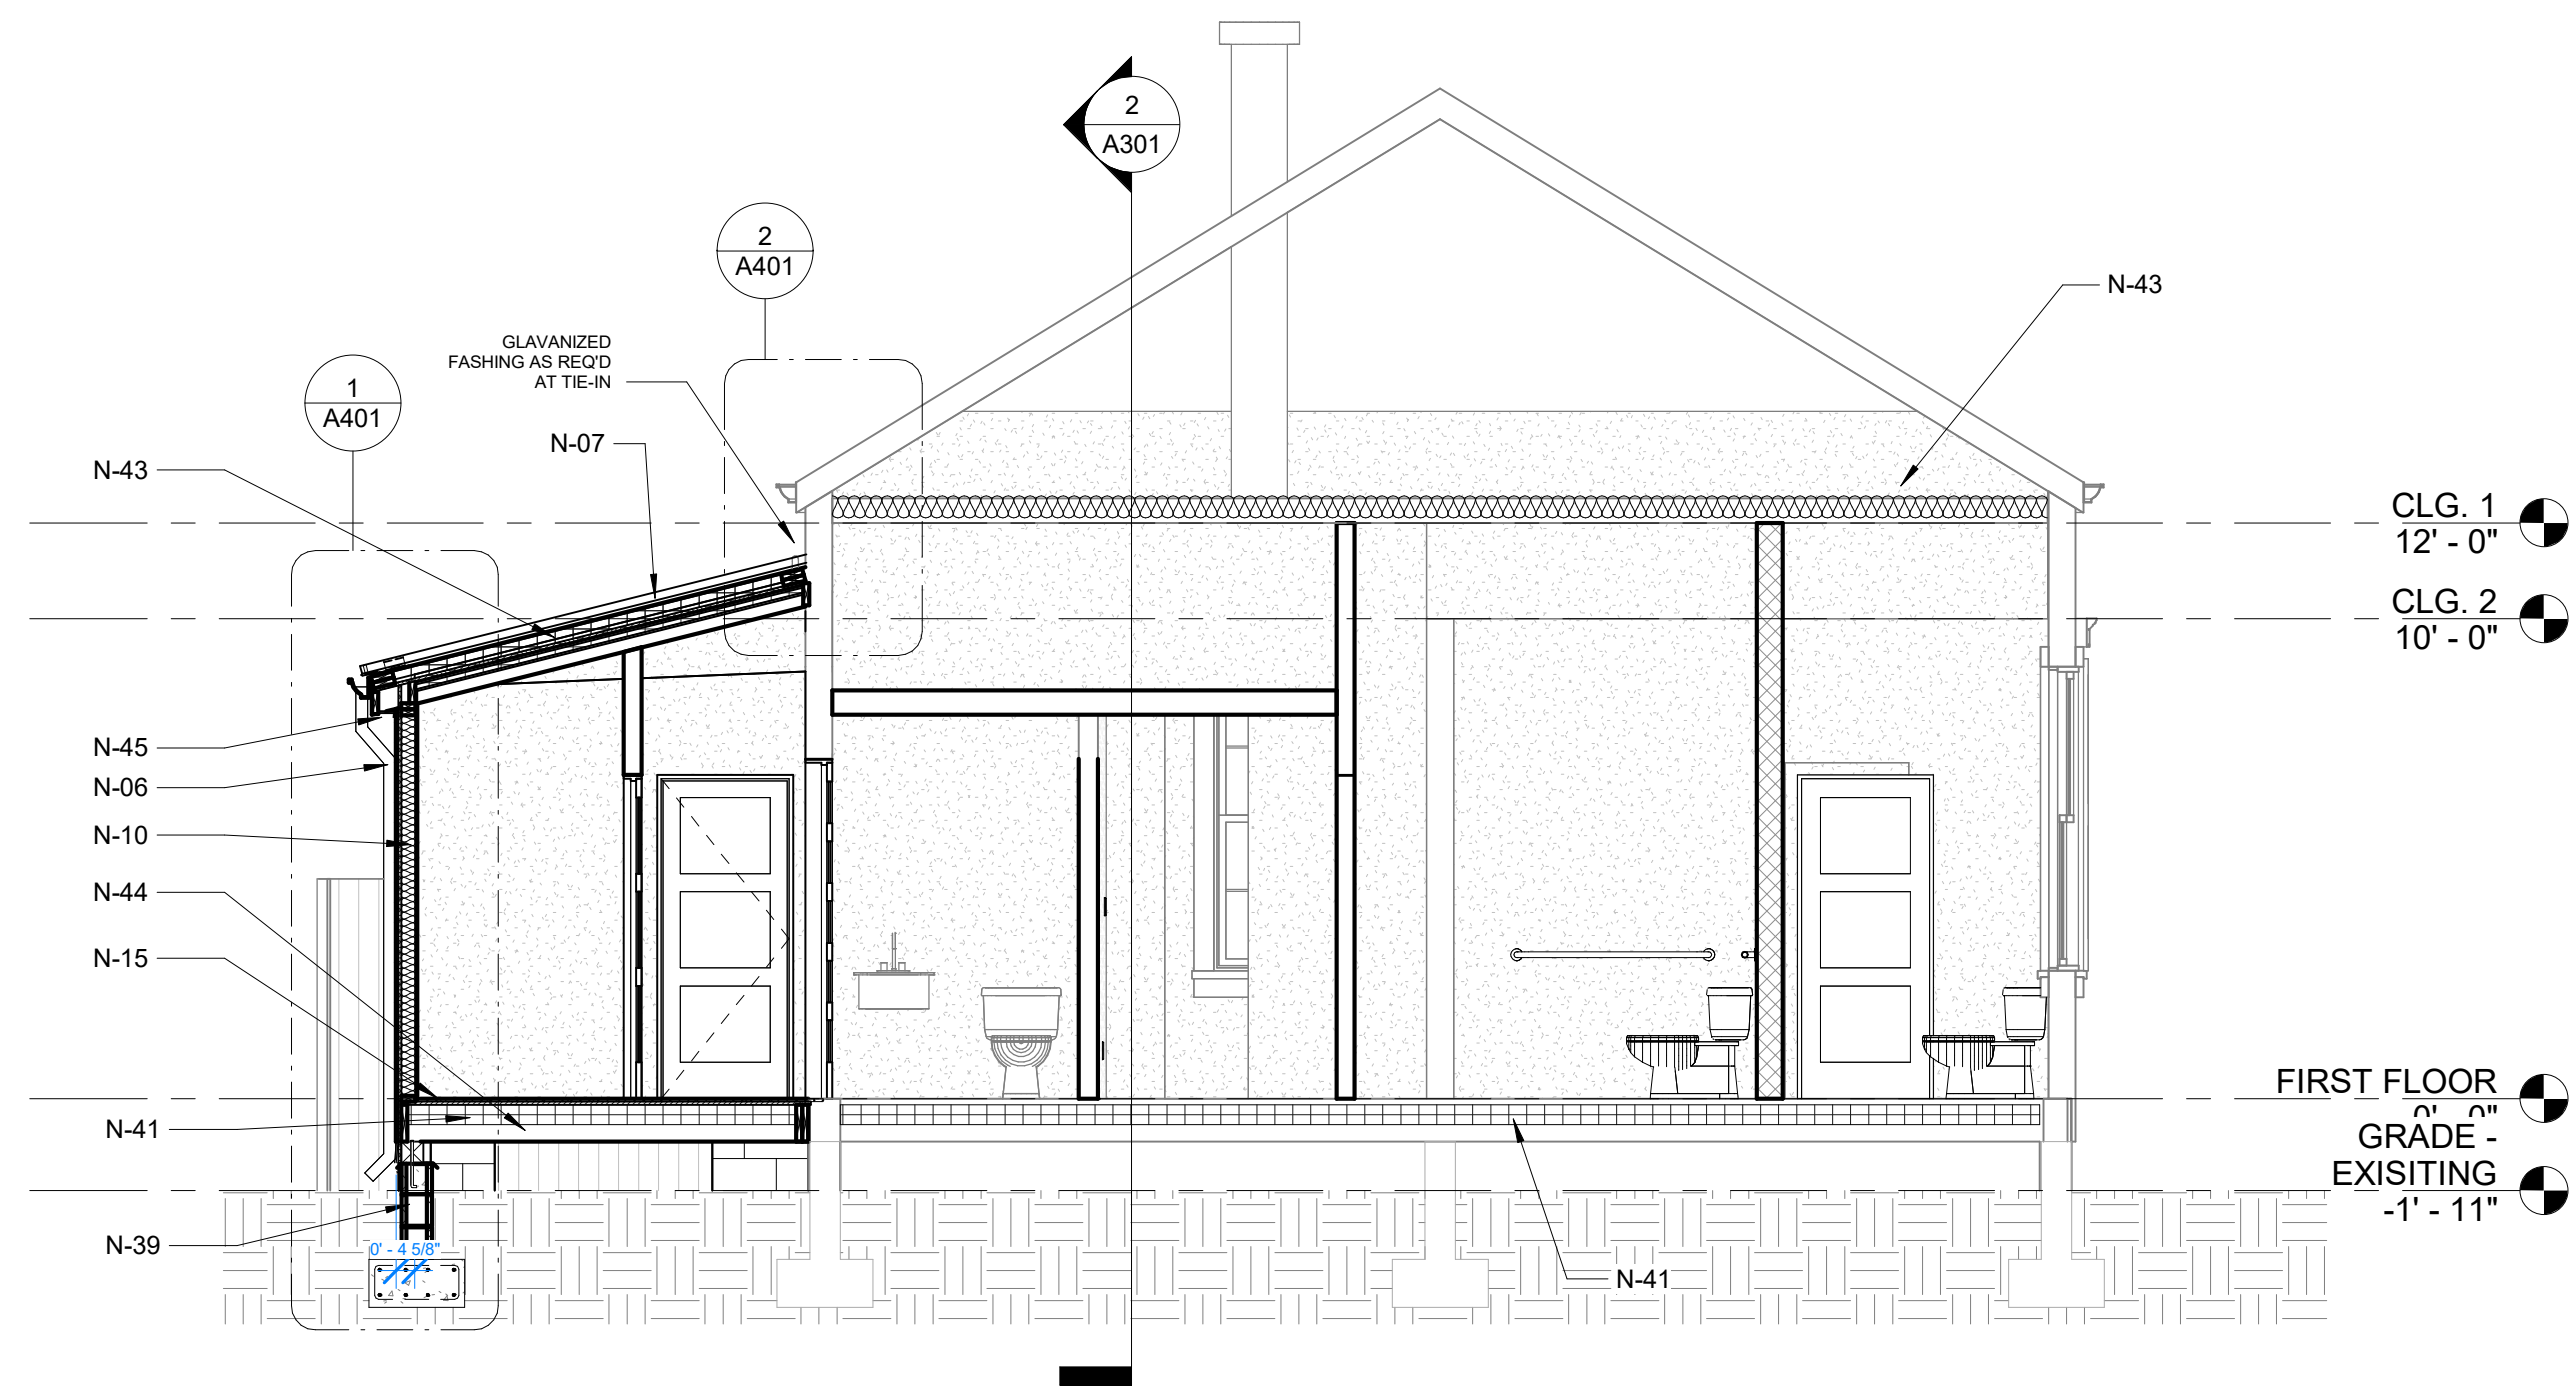 2
A301
2
A401
N-43
GLAVANIZED
FASHING AS REQ'D
AT TIE-IN
1
A401
N-07
N-43
CLG. 1
12' - 0"
CLG. 2
10' - 0"
N-45
N-06
N-10
N-44
N-15
FIRST FLOOR
0' - 0"
N-41
GRADE -
EXISITING
-1' - 11"
N-39
0' - 4 5/8"
N-41